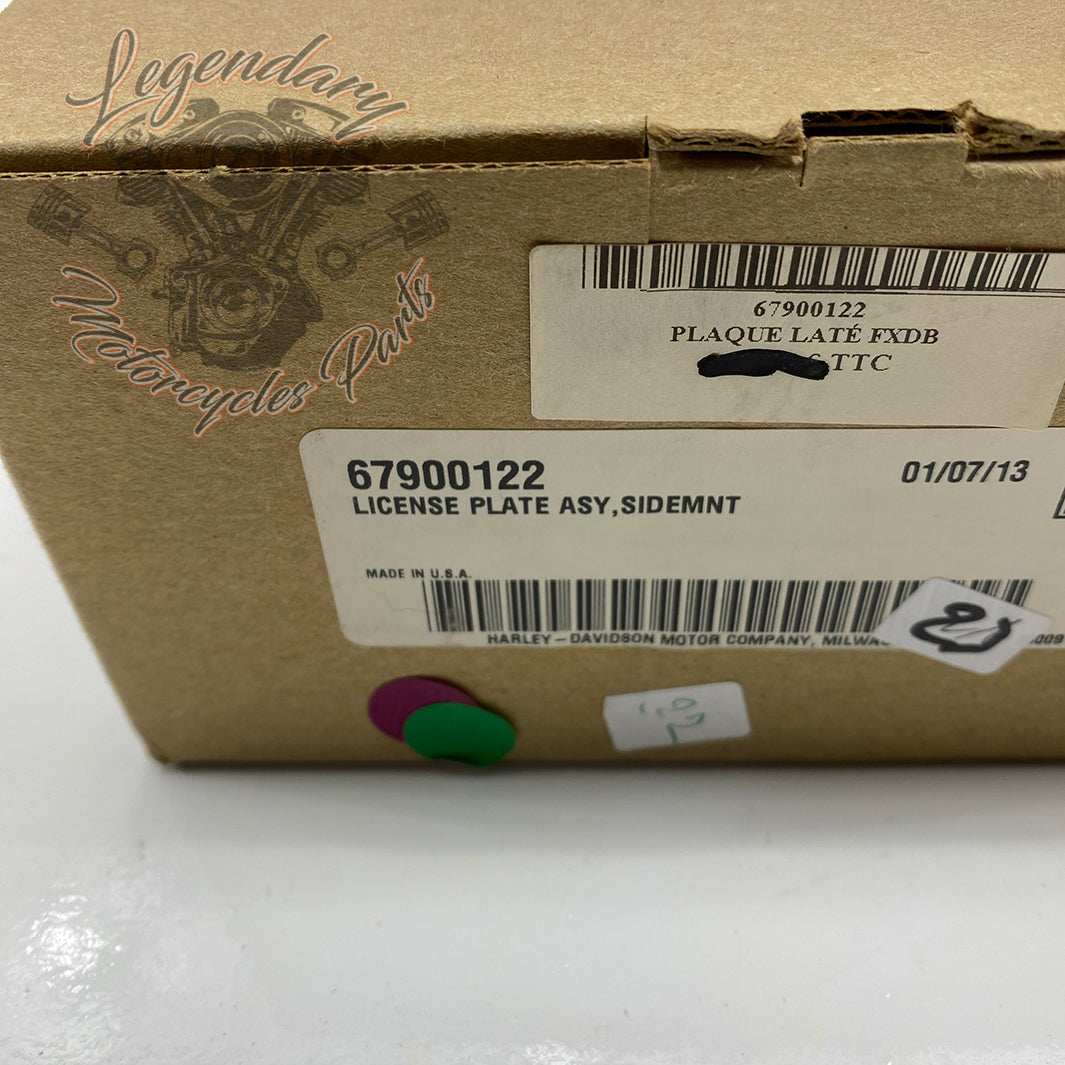 Legendary
Motorcycles Parts
67900122
PLAQUE LATÉ FXDB
TTC
67900122
01/07/13
LICENSE PLATE ASY,SIDEMNT
MADE IN U.S.A.
HARLEY-DAVIDSON MOTOR COMPANY,